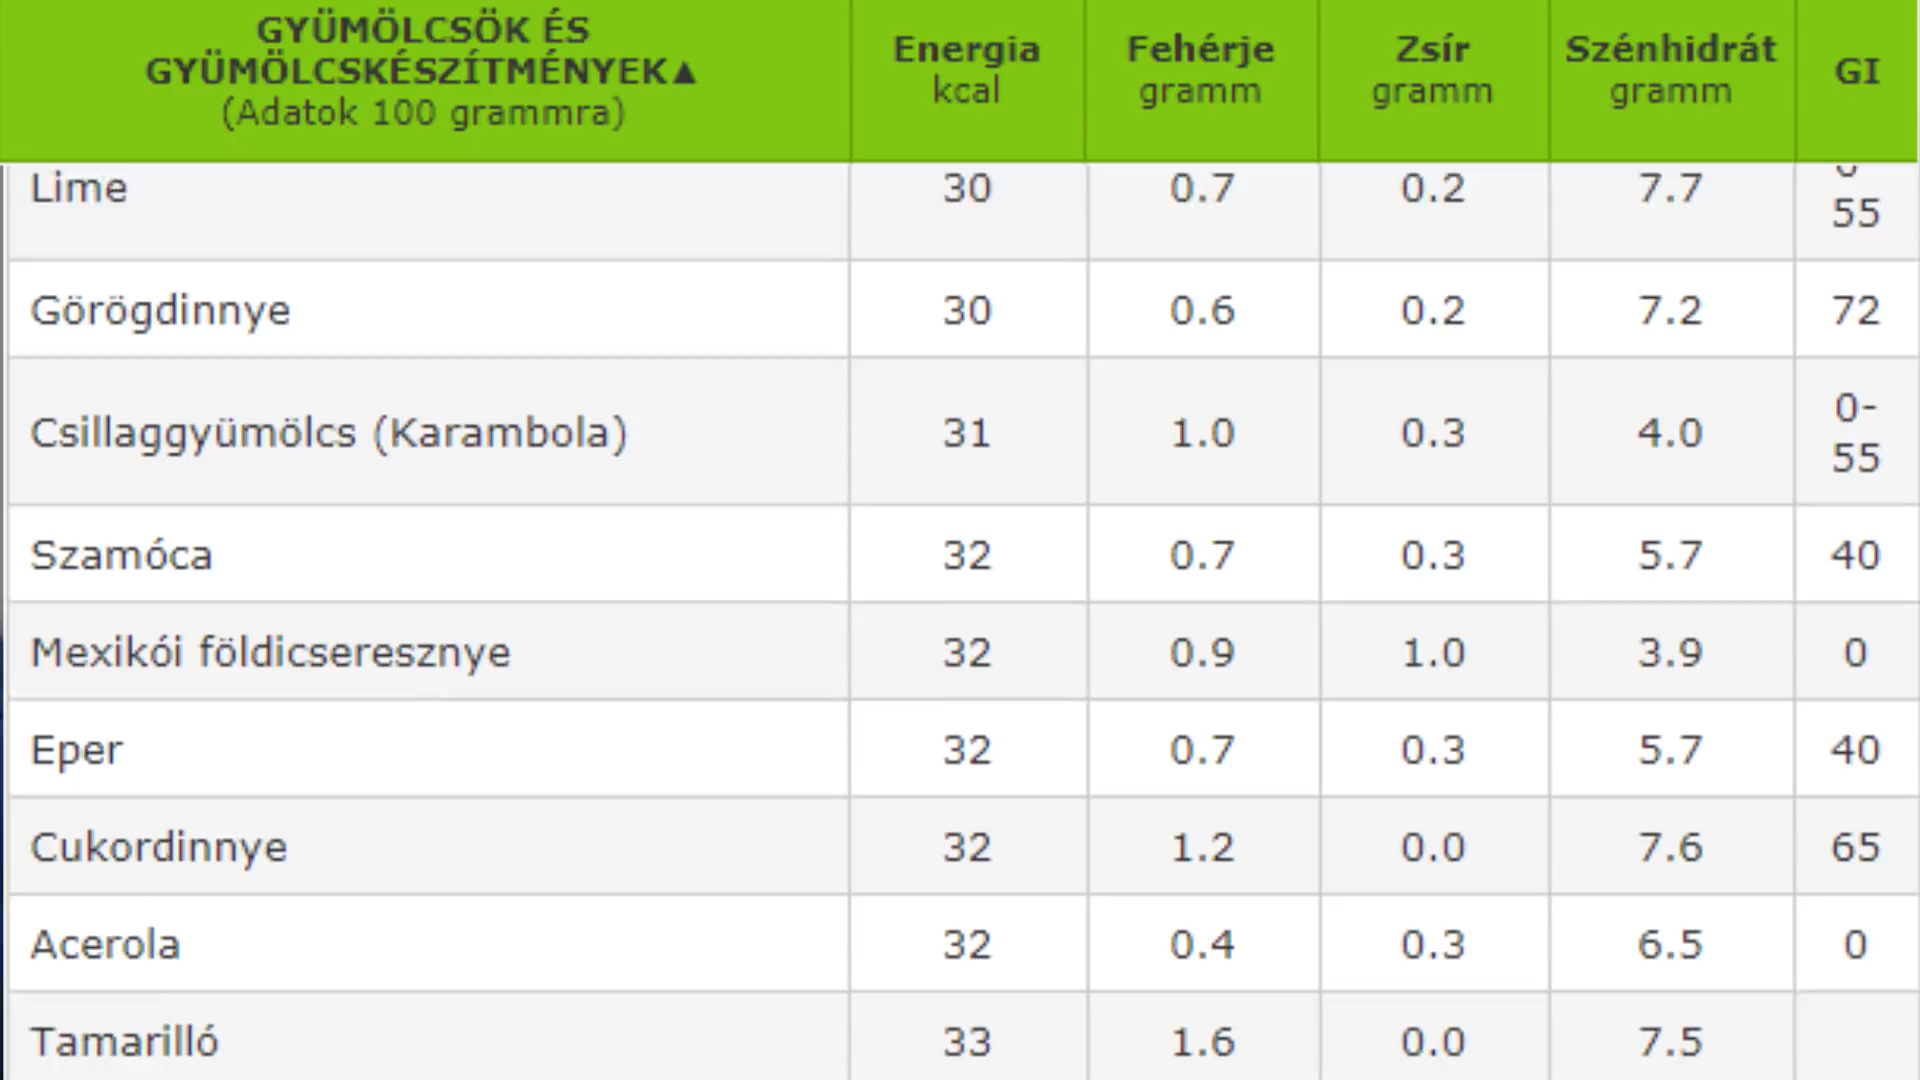 GYÜMÖLCSÖK ÉS
GYÜMÖLCSKÉSZÍTMÉNYEK▲
(Adatok 100 grammra)
Energia
kcal
Fehérje
gramm
Zsír
gramm
Szénhidrát
gramm
GI
Lime 30 0.7 0.2 7.7
55
Görögdinnye 30 0.6 0.2 7.2 72
Csillaggyümölcs (Karambola) 31 1.0 0.3 4.0 0-
55
Szamóca 32 0.7 0.3 5.7 40
Mexikói földicseresznye 32 0.9 1.0 3.9 0
Eper 32 0.7 0.3 5.7 40
Cukordinnye 32 1.2 0.0 7.6 65
Acerola 32 0.4 0.3 6.5 0
Tamarilló 33 1.6 0.0 7.5